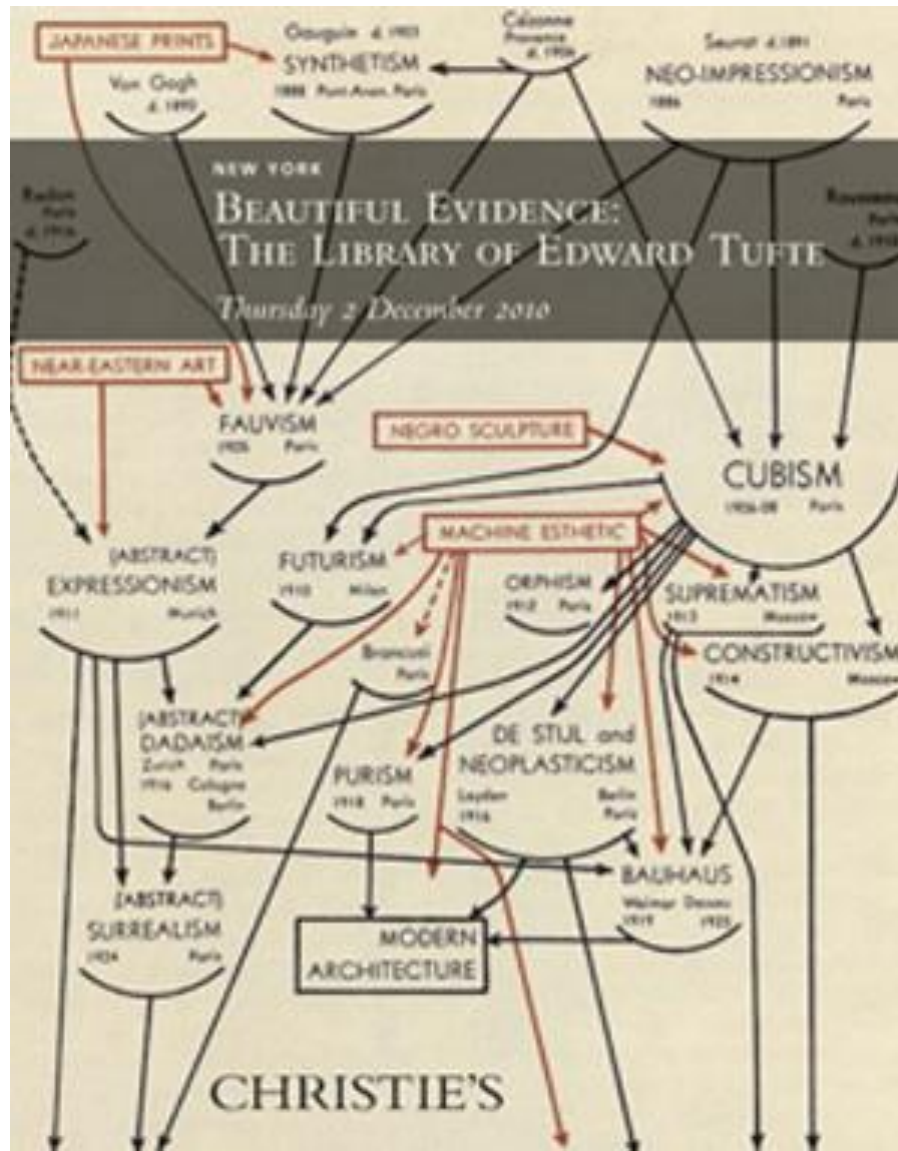 JAPANESE PRINTS
Van Gogh
d. 1890
Gauguin d. 1903
SYNTHETISM
1888 Pont-Aven, Paris
Cézanne
Provence
d. 1906
Seurat d.1891
NEO-IMPRESSIONISM
1886 Paris
NEW YORK
BEAUTIFUL EVIDENCE:
THE LIBRARY OF EDWARD TUFTE
Thursday 2 December 2010
Redon
Paris
d. 1916
Rousseau
Paris
d. 1910
NEAR-EASTERN ART
FAUVISM
1905 Paris
NEGRO SCULPTURE
CUBISM
1906-08 Paris
MACHINE ESTHETIC
(ABSTRACT)
EXPRESSIONISM
1911 Munich
FUTURISM
1910 Milan
ORPHISM
1912 Paris
SUPREMATISM
1913 Moscow
CONSTRUCTIVISM
1914 Moscow
Brancusi
Paris
(ABSTRACT)
DADAISM
Zurich Paris
1916 Cologne
Berlin
PURISM
1918 Paris
DE STIJL and
NEOPLASTICISM
Leyden Berlin
1916 Paris
BAUHAUS
Weimar Dessau
1919 1925
(ABSTRACT)
SURREALISM
1924 Paris
MODERN
ARCHITECTURE
CHRISTIE'S